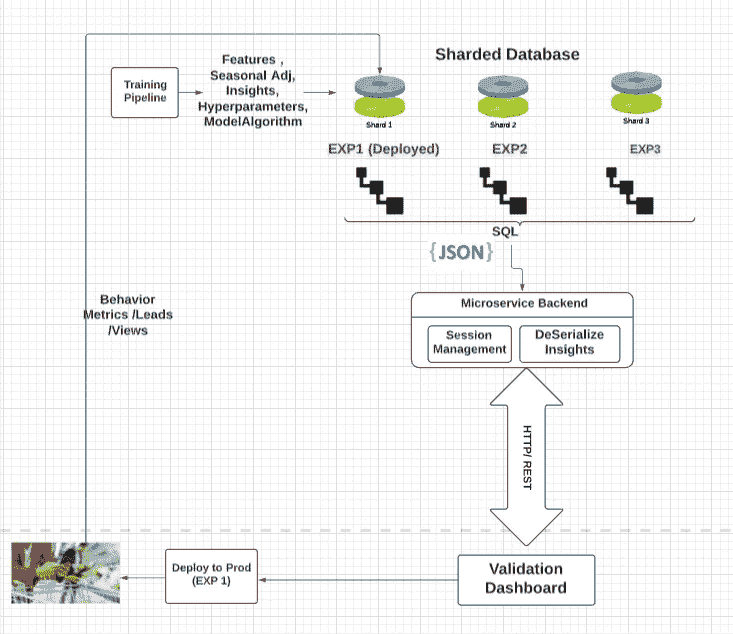 Sharded Database
Training
Pipeline
Features ,
Seasonal Adj,
Insights,
Hyperparameters,
ModelAlgorithm
Shard 1
Shard 2
Shard 3
EXP1 (Deployed)
EXP2
EXP3
SQL
{JSON}
Microservice Backend
Session
Management
DeSerialize
Insights
Behavior
Metrics /Leads
/Views
HTTP/ REST
Validation
Dashboard
Deploy to Prod
(EXP 1)